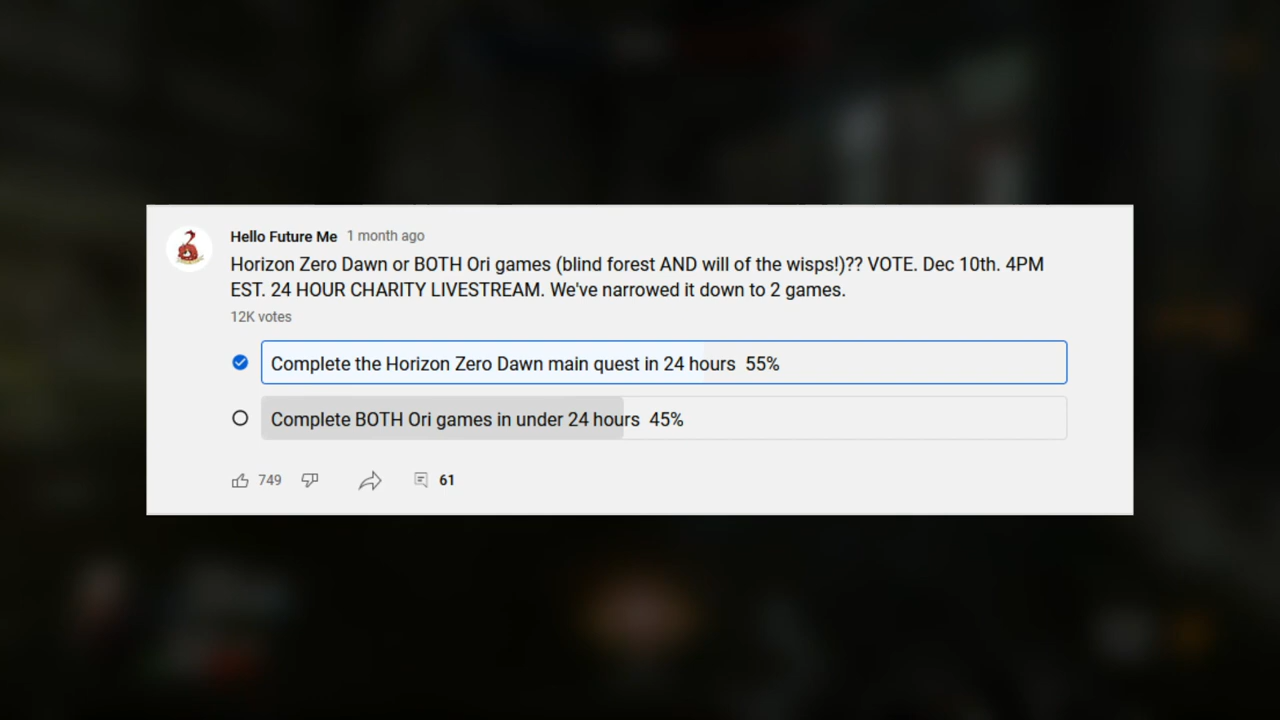 Hello Future Me 1 month ago
Horizon Zero Dawn or BOTH Ori games (blind forest AND will of the wisps!)?? VOTE. Dec 10th. 4PM
EST. 24 HOUR CHARITY LIVESTREAM. We've narrowed it down to 2 games.
12K votes
Complete the Horizon Zero Dawn main quest in 24 hours 55%
Complete BOTH Ori games in under 24 hours 45%
749 61